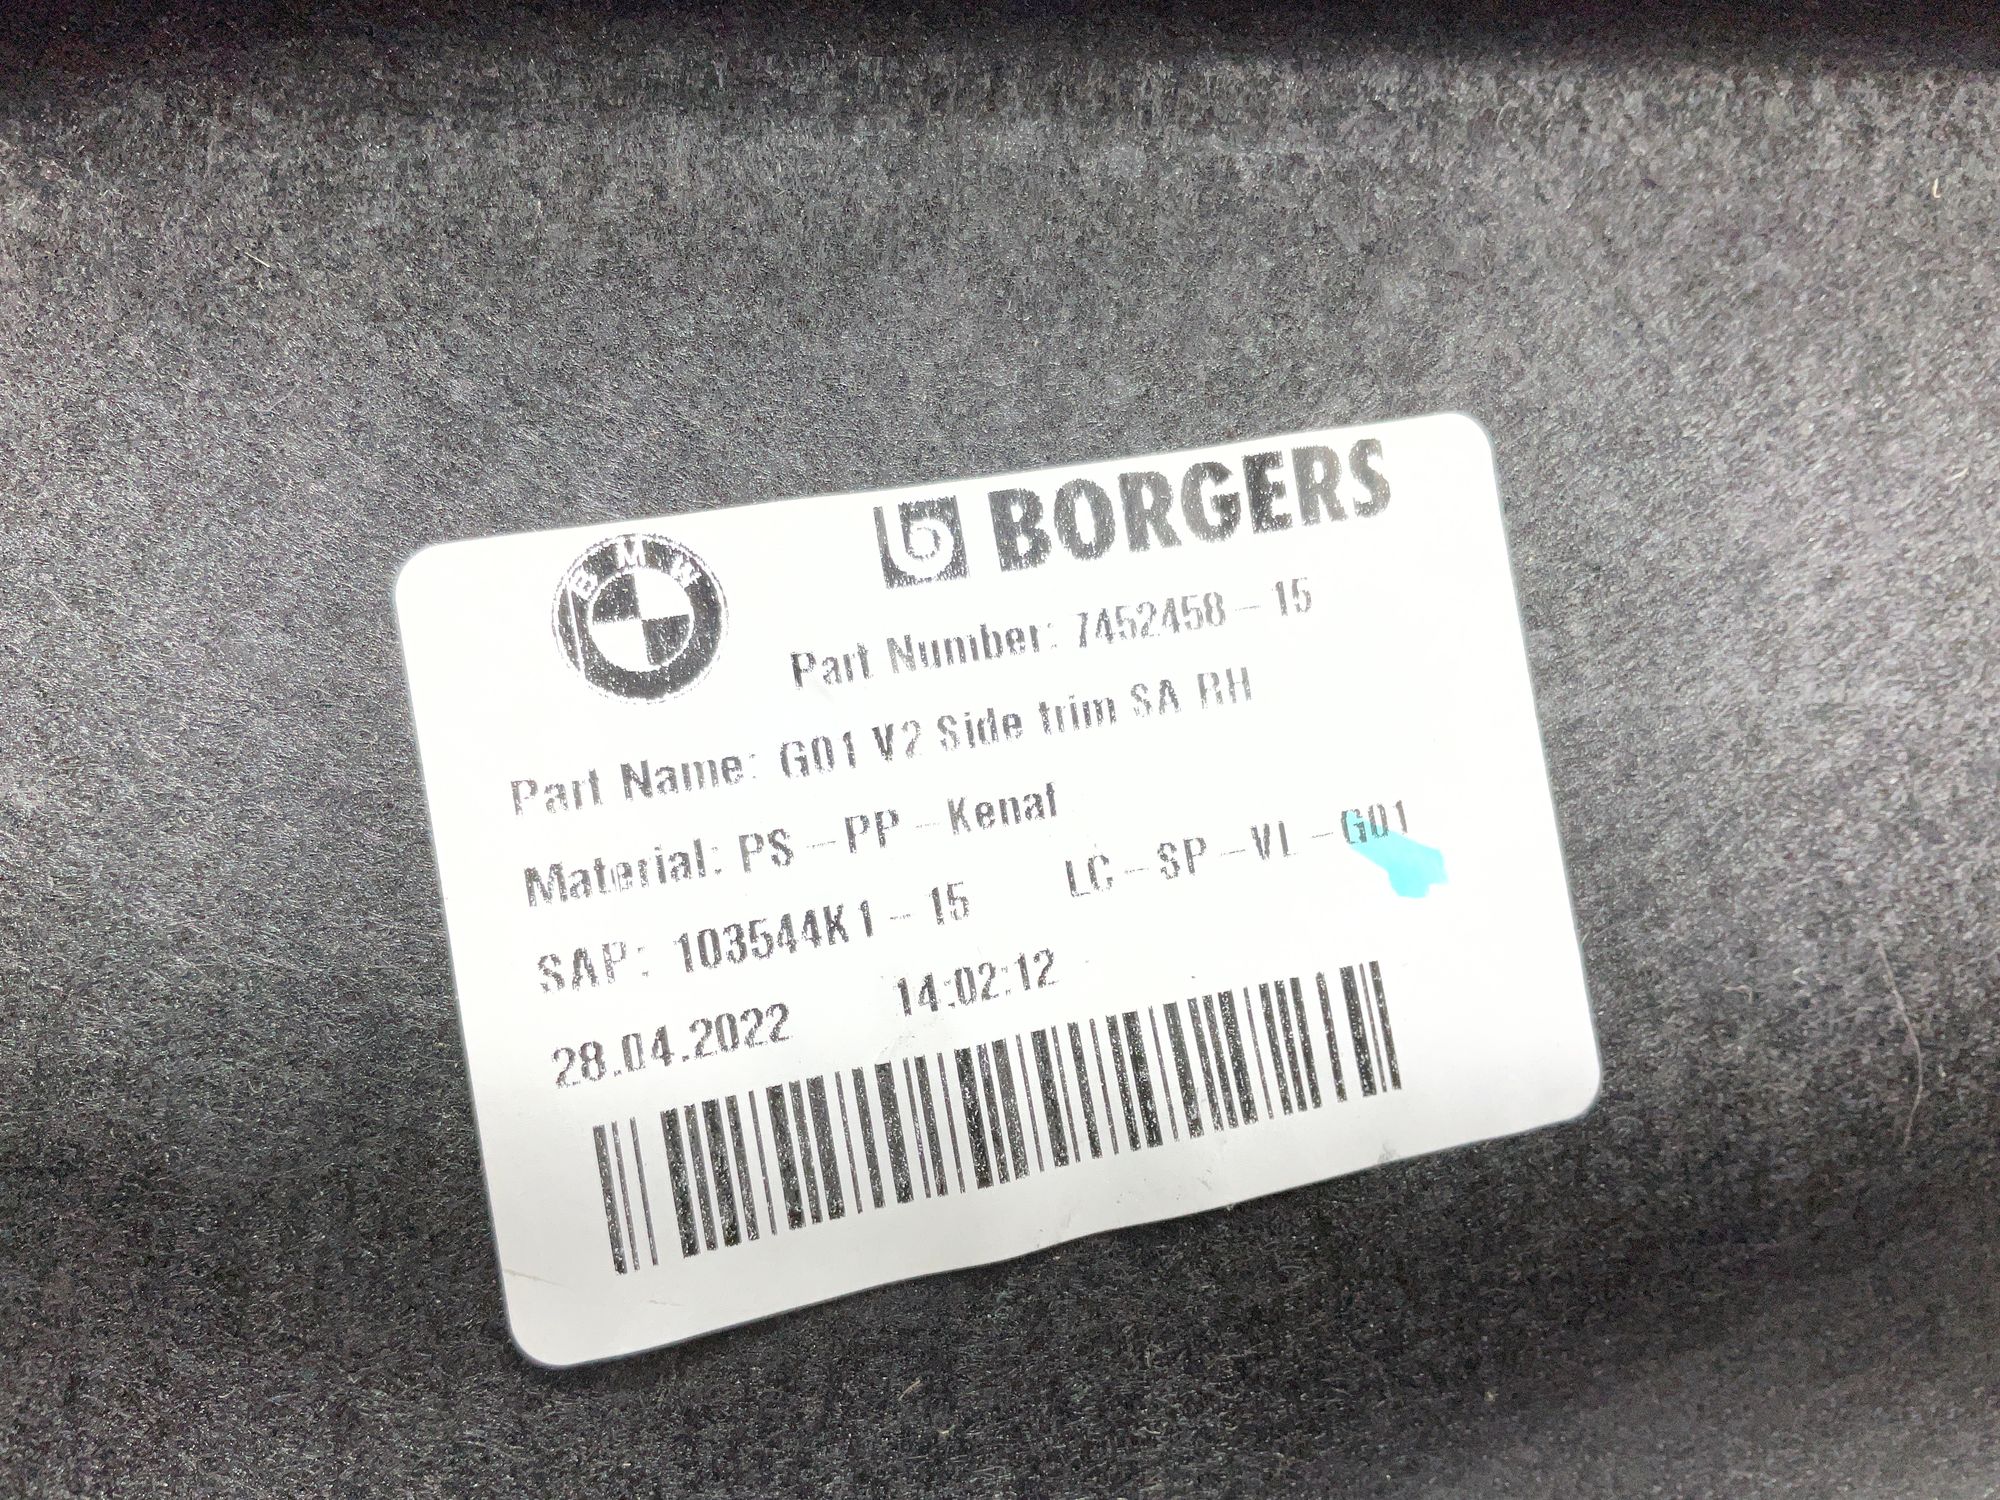 BMW
BORGERS
Part Number: 7452458-15
Part Name: G01 V2 Side trim SA RH
Material: PS-PP-Kenaf
SAP: 103544K1-15 LC-SP-VL-G01
28.04.2022 14:02:12